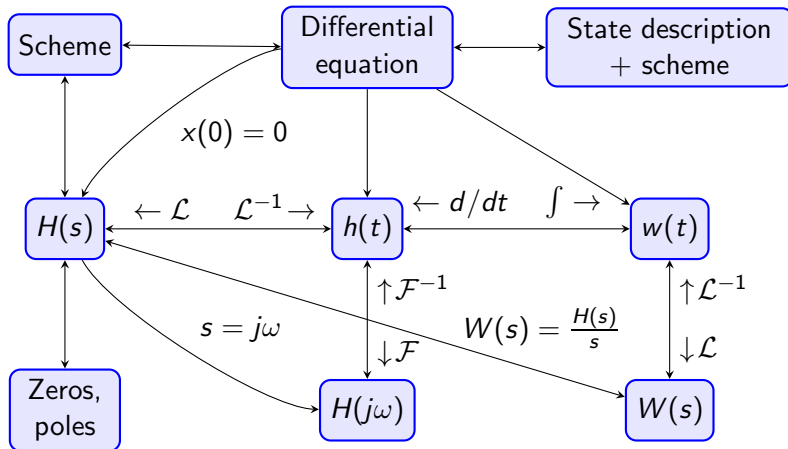 Scheme
Differential
equation
State description
+ scheme
x(0) = 0
H(s)
← ℒ
ℒ⁻¹ →
h(t)
← d/dt
∫ →
w(t)
↑ℱ⁻¹
↑ℒ⁻¹
s = jω
W(s) = H(s)/s
↓ℱ
↓ℒ
Zeros,
poles
H(jω)
W(s)